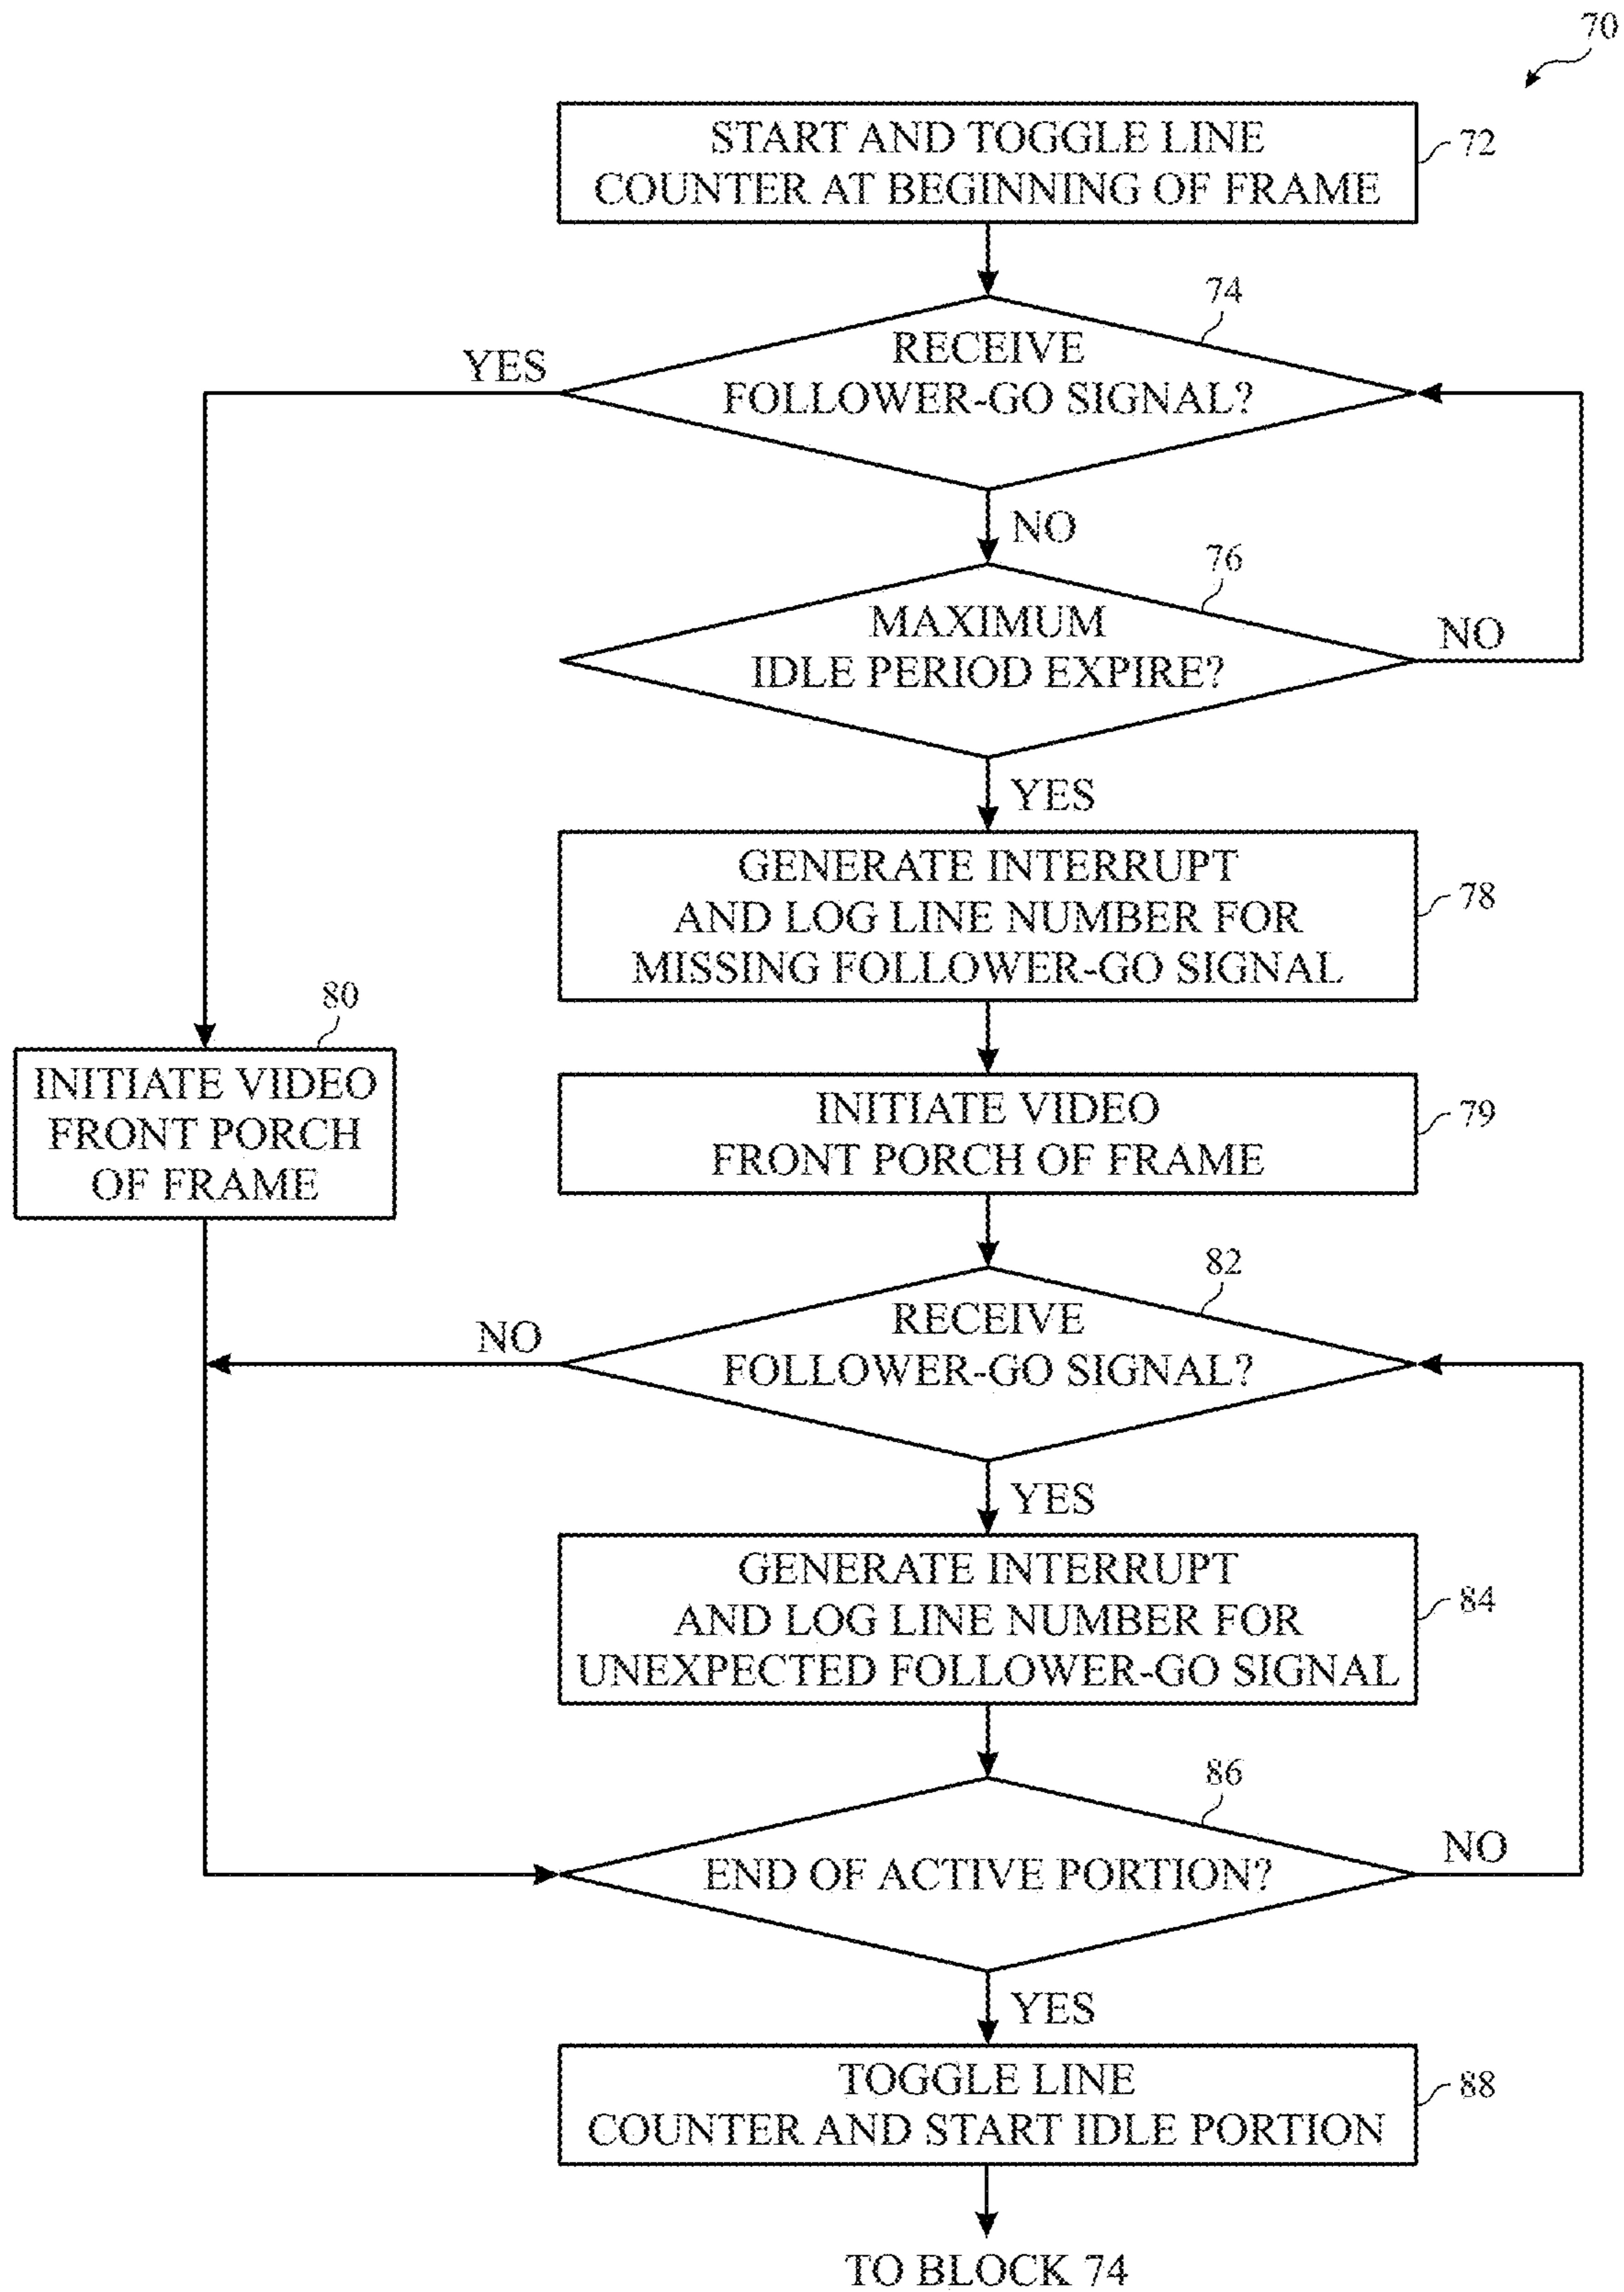 70
START AND TOGGLE LINE
COUNTER AT BEGINNING OF FRAME
72
74
RECEIVE
FOLLOWER-GO SIGNAL?
YES
NO
76
MAXIMUM
IDLE PERIOD EXPIRE?
NO
YES
GENERATE INTERRUPT
AND LOG LINE NUMBER FOR
MISSING FOLLOWER-GO SIGNAL
78
80
INITIATE VIDEO
FRONT PORCH
OF FRAME
INITIATE VIDEO
FRONT PORCH OF FRAME
79
82
RECEIVE
FOLLOWER-GO SIGNAL?
NO
YES
GENERATE INTERRUPT
AND LOG LINE NUMBER FOR
UNEXPECTED FOLLOWER-GO SIGNAL
84
86
END OF ACTIVE PORTION?
NO
YES
TOGGLE LINE
COUNTER AND START IDLE PORTION
88
TO BLOCK 74